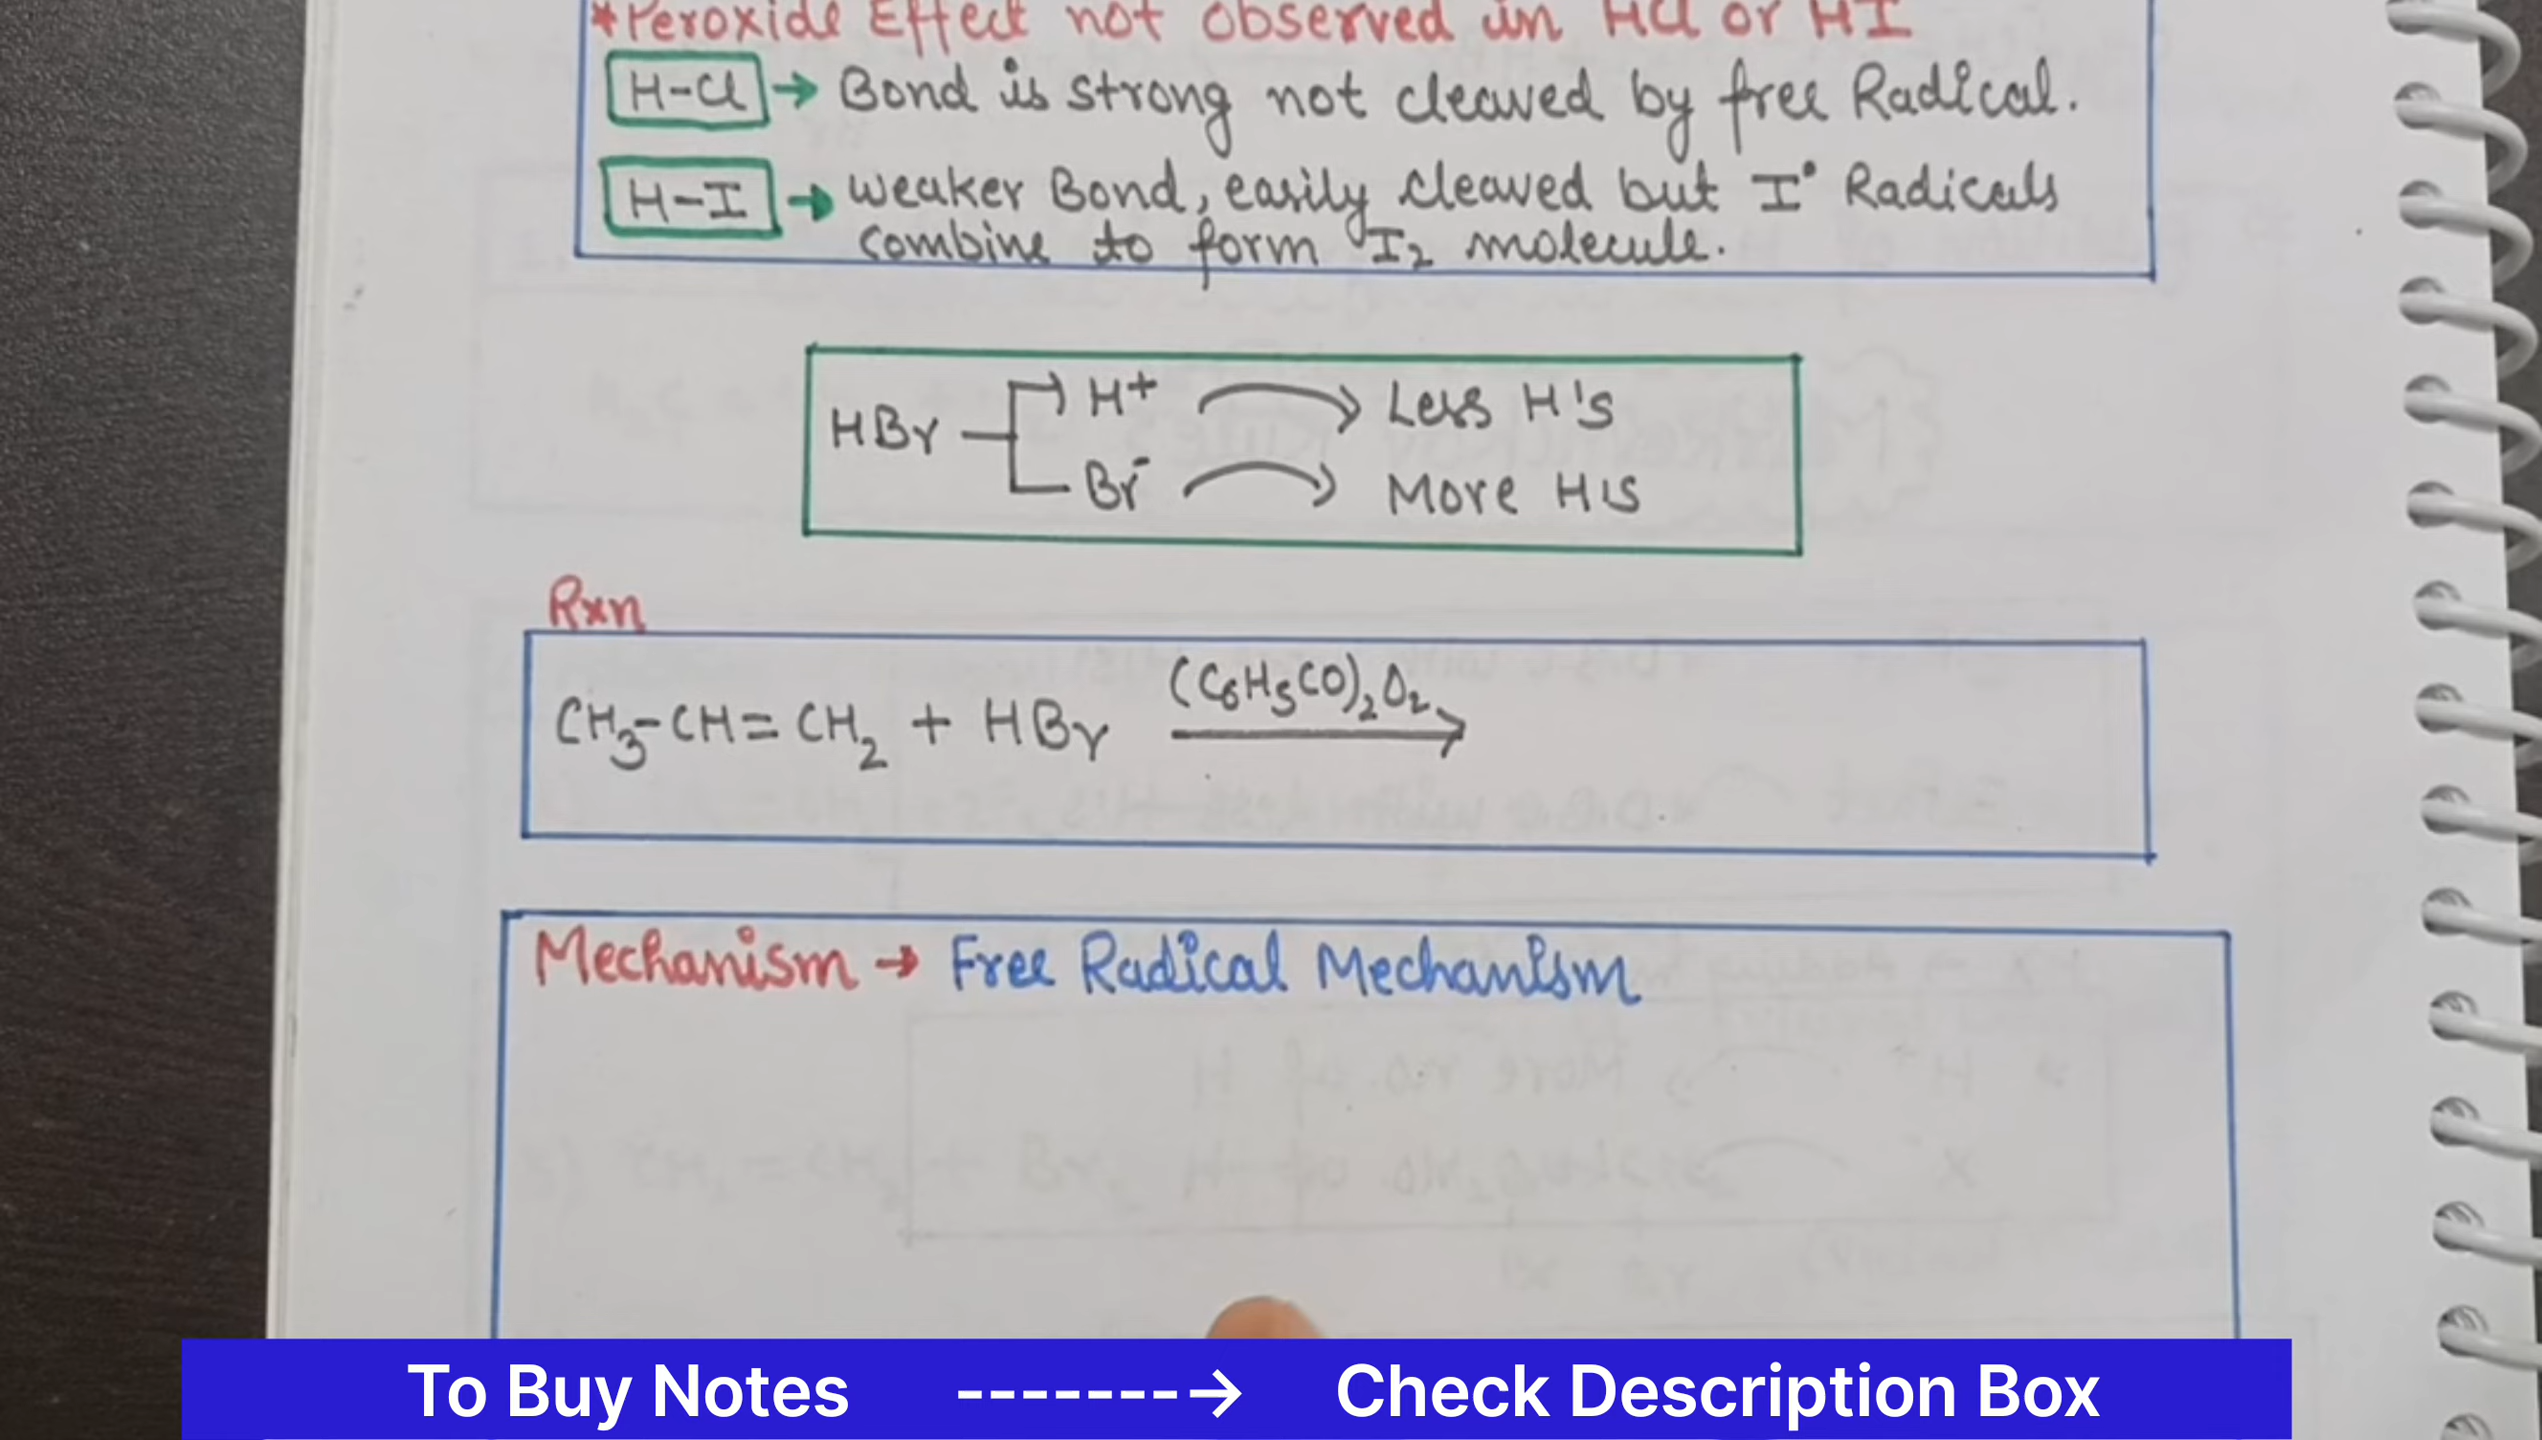 *Peroxide Effect not observed in HCl or HI
H-Cl → Bond is strong not cleaved by free Radical.
H-I → weaker Bond, easily cleaved but I• Radicals
combine to form I₂ molecule.
HBr
H+ → Less H's
Br⁻ → More H's
Rxn
CH₃-CH=CH₂ + HBr (C₆H₅CO)₂O₂ →
Mechanism → Free Radical Mechanism
To Buy Notes -------→ Check Description Box